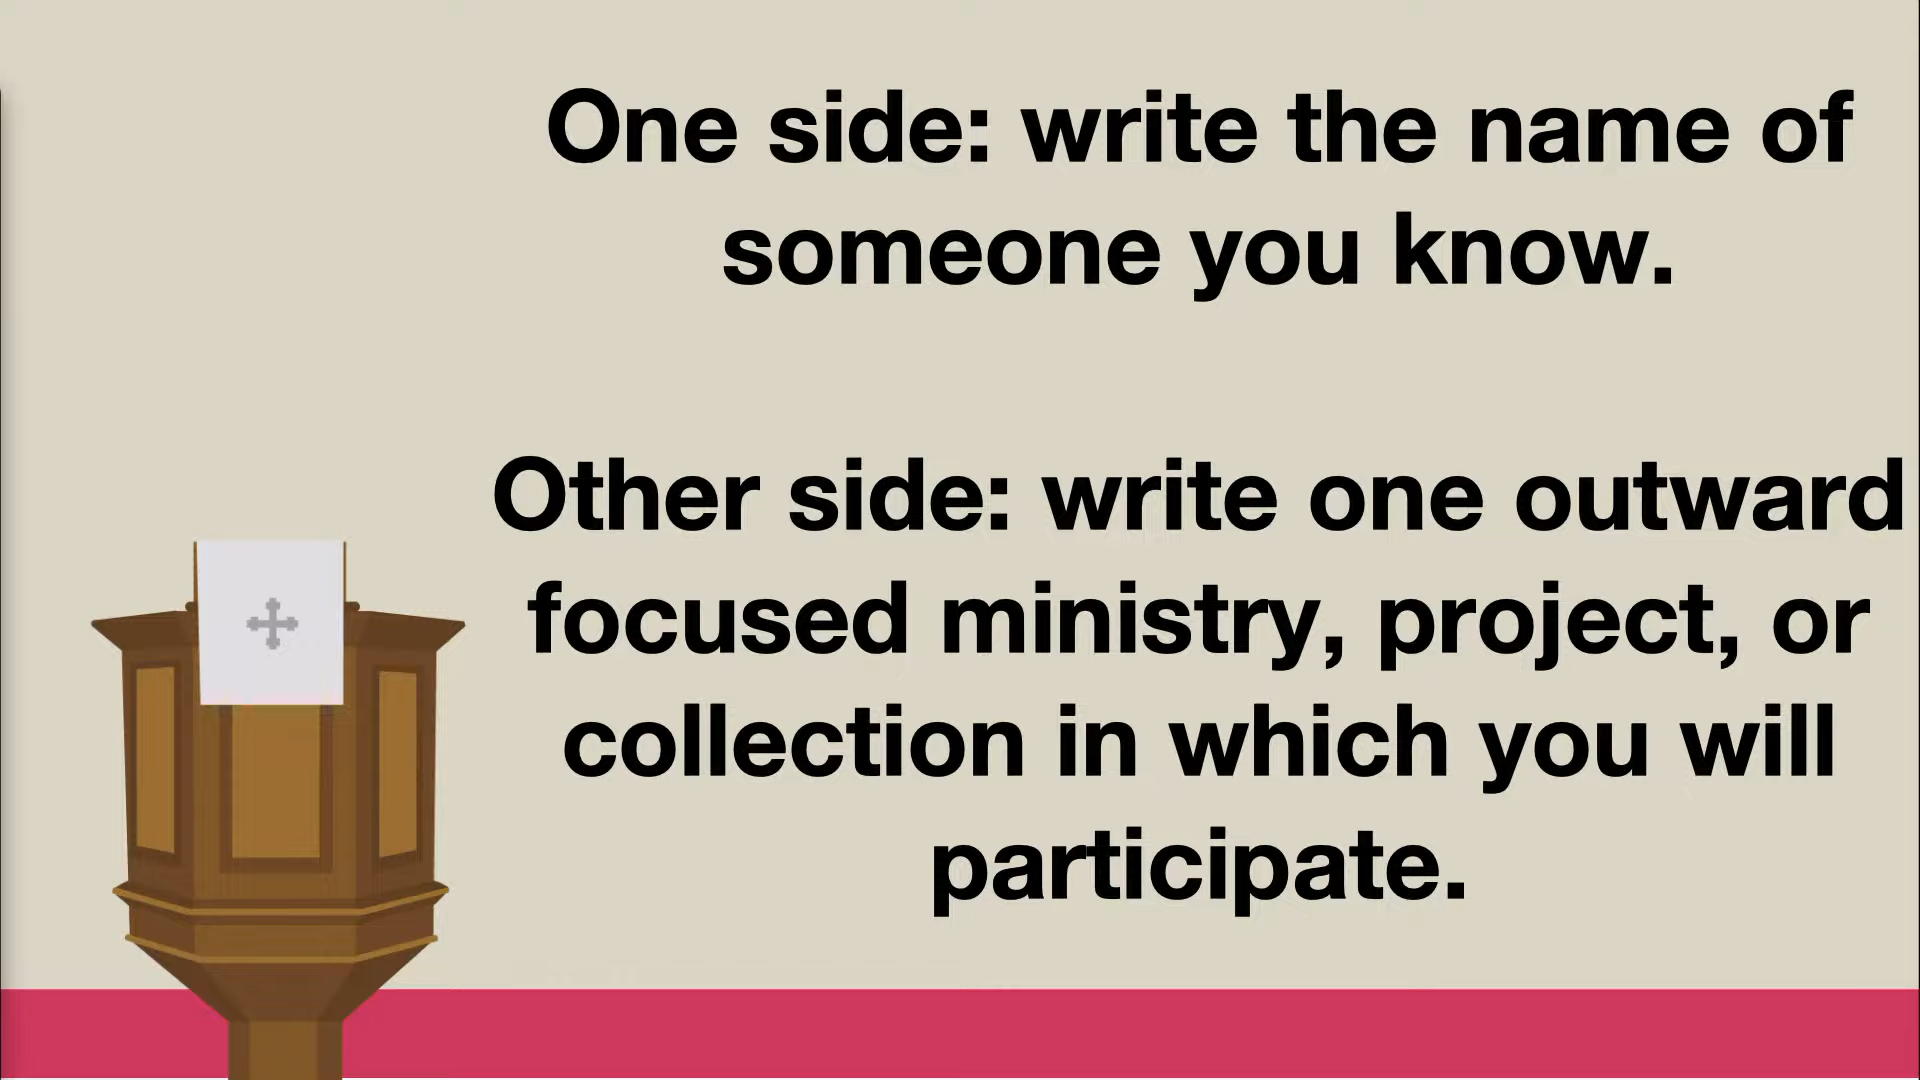 One side: write the name of
someone you know.
Other side: write one outward
focused ministry, project, or
collection in which you will
participate.